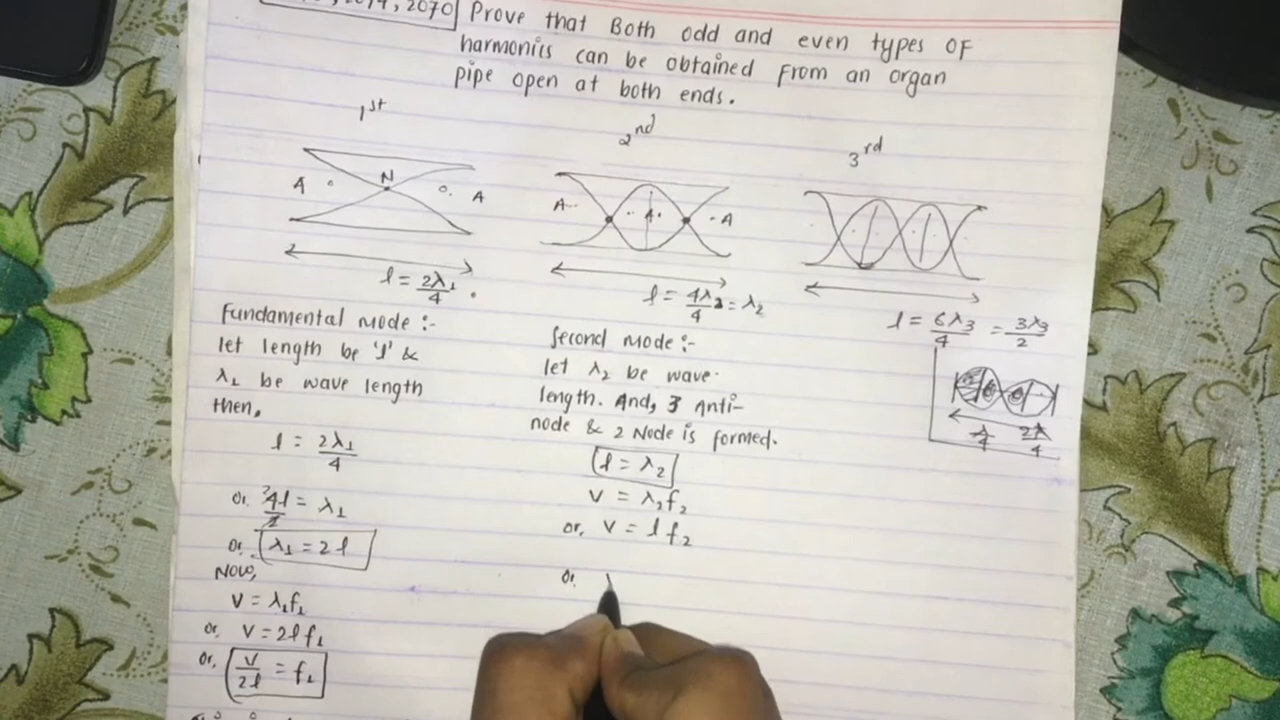 , 2070 Prove that Both odd and even types of
harmonics can be obtained from an organ
pipe open at both ends.
1st
A N A
l = 2λ1/4 .
Fundamental mode :-
let length be 'l' &
λ1 be wave length
then,
l = 2λ1/4
or, 4l/2 = λ1
or, λ1 = 2l
Now,
v = λ1f1
or, v = 2l f1
or, v/2l = f1
2nd
A A A
l = 4λ2/4 = λ2
Second mode :-
let λ2 be wave-
length. And, 3 Anti-
node & 2 Node is formed.
l = λ2
v = λ2f2
or, v = l f2
or,
3rd
l = 6λ3/4 = 3λ3/2
λ/4 2λ/4